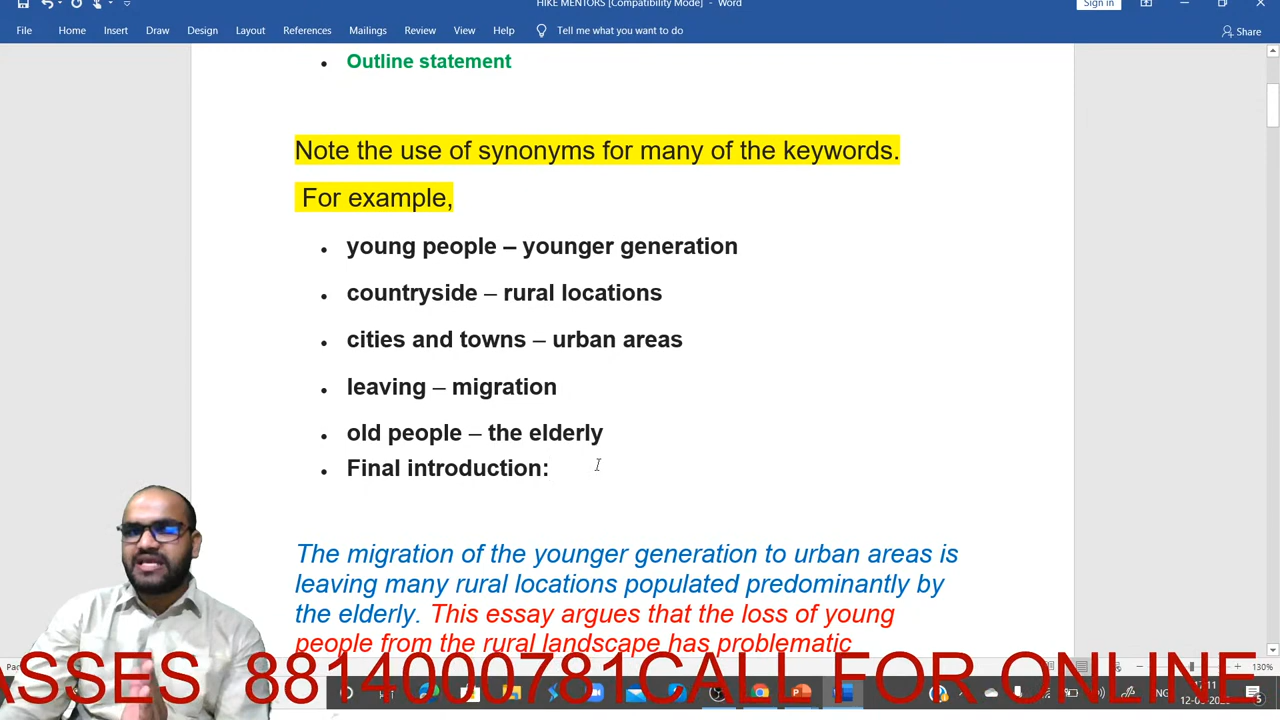 HIKE MENTORS [Compatibility Mode] - Word
Sign in
File Home Insert Draw Design Layout References Mailings Review View Help Tell me what you want to do Share
• Outline statement
Note the use of synonyms for many of the keywords.
For example,
• young people – younger generation
• countryside – rural locations
• cities and towns – urban areas
• leaving – migration
• old people – the elderly
• Final introduction:
The migration of the younger generation to urban areas is
leaving many rural locations populated predominantly by
the elderly. This essay argues that the loss of young
people from the rural landscape has problematic
130%
ASSES 8814000781CALL FOR ONLINE
ENG